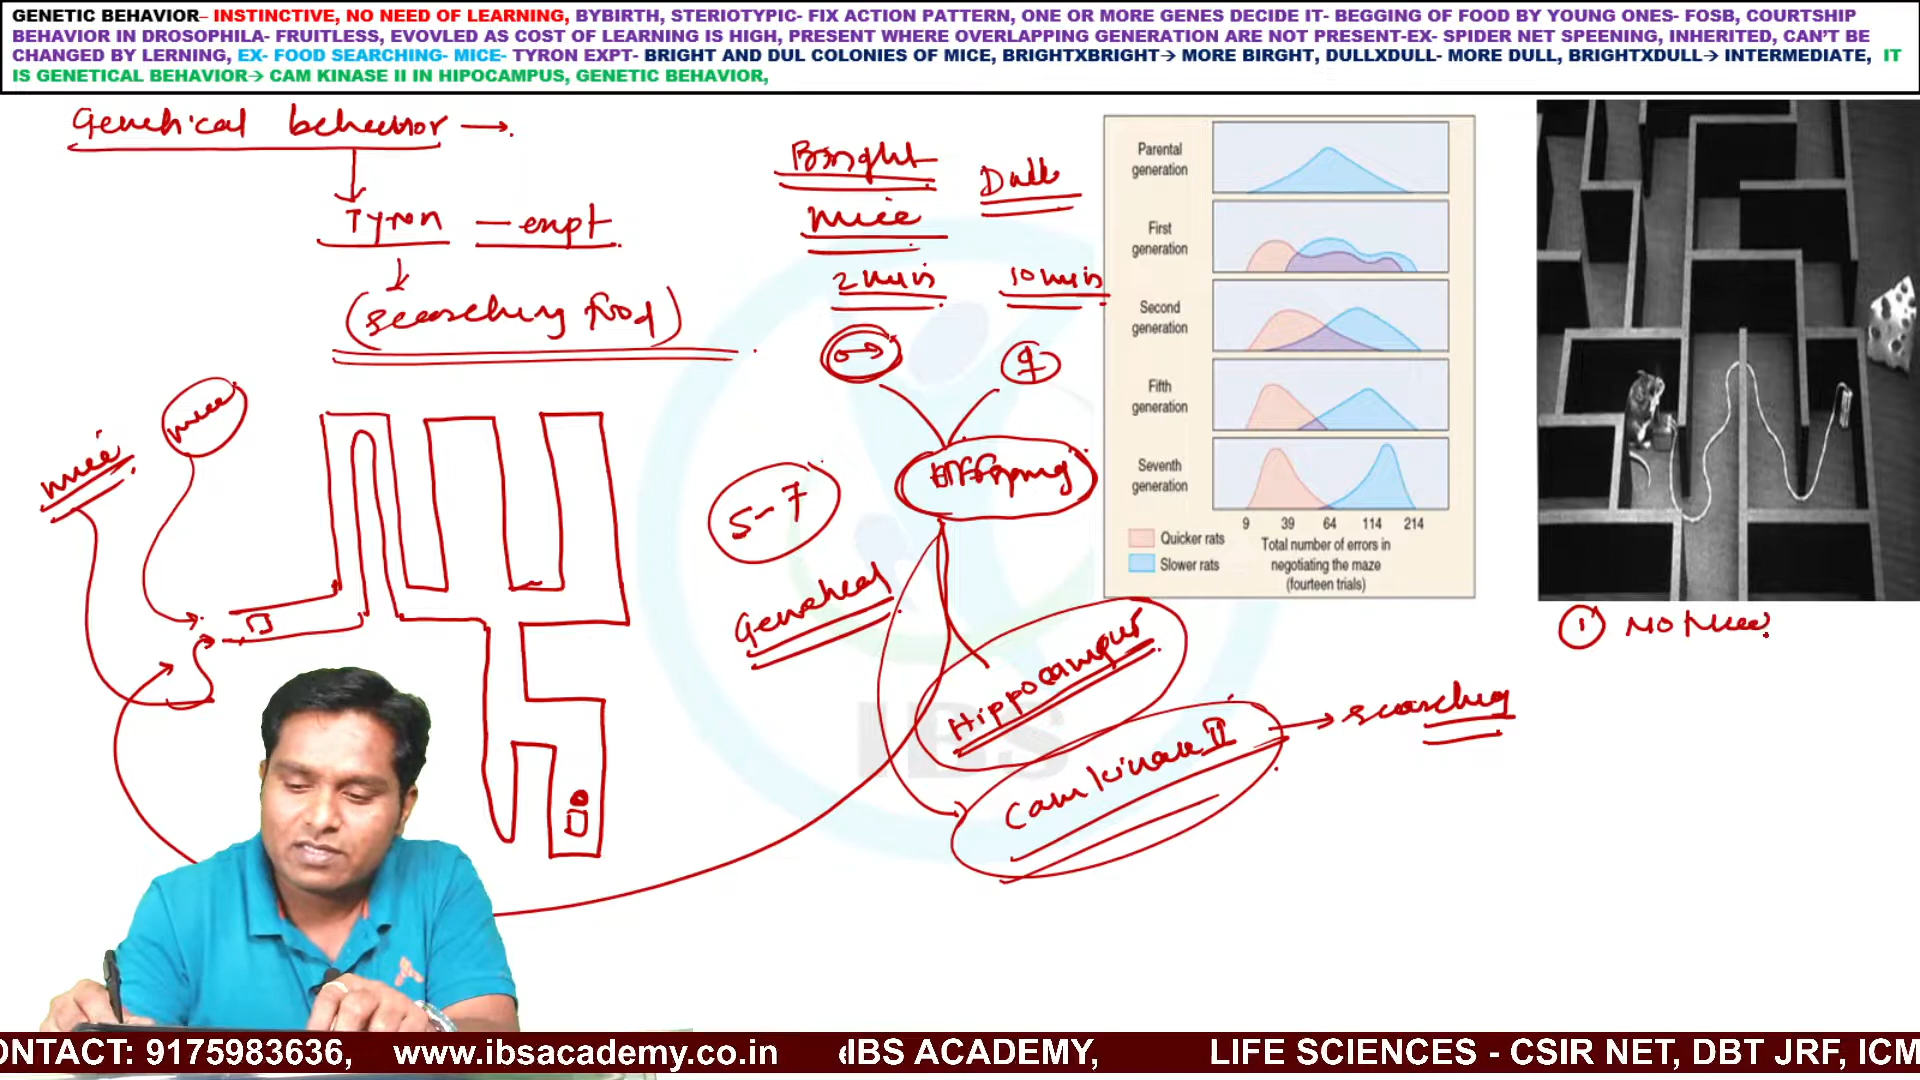 GENETIC BEHAVIOR– INSTINCTIVE, NO NEED OF LEARNING, BYBIRTH, STERIOTYPIC- FIX ACTION PATTERN, ONE OR MORE GENES DECIDE IT- BEGGING OF FOOD BY YOUNG ONES- FOSB, COURTSHIP
BEHAVIOR IN DROSOPHILA- FRUITLESS, EVOVLED AS COST OF LEARNING IS HIGH, PRESENT WHERE OVERLAPPING GENERATION ARE NOT PRESENT-EX- SPIDER NET SPEENING, INHERITED, CAN'T BE
CHANGED BY LERNING, EX- FOOD SEARCHING- MICE- TYRON EXPT- BRIGHT AND DUL COLONIES OF MICE, BRIGHTXBRIGHT→ MORE BIRGHT, DULLXDULL- MORE DULL, BRIGHTXDULL→ INTERMEDIATE, IT
IS GENETICAL BEHAVIOR→ CAM KINASE II IN HIPOCAMPUS, GENETIC BEHAVIOR,
Genetical behavior →
Tyron – expt
(searching food)
Bright Dull
mice
2 min 10 min
offspring
5-7
Genetical
mice
mice
Hippocampus
Cam kinase II → searching
Parental
generation
First
generation
Second
generation
Fifth
generation
Seventh
generation
9 39 64 114 214
Quicker rats
Slower rats
Total number of errors in
negotiating the maze
(fourteen trials)
①
IBS
ONTACT: 9175983636, www.ibsacademy.co.in IBS ACADEMY, LIFE SCIENCES - CSIR NET, DBT JRF, ICM